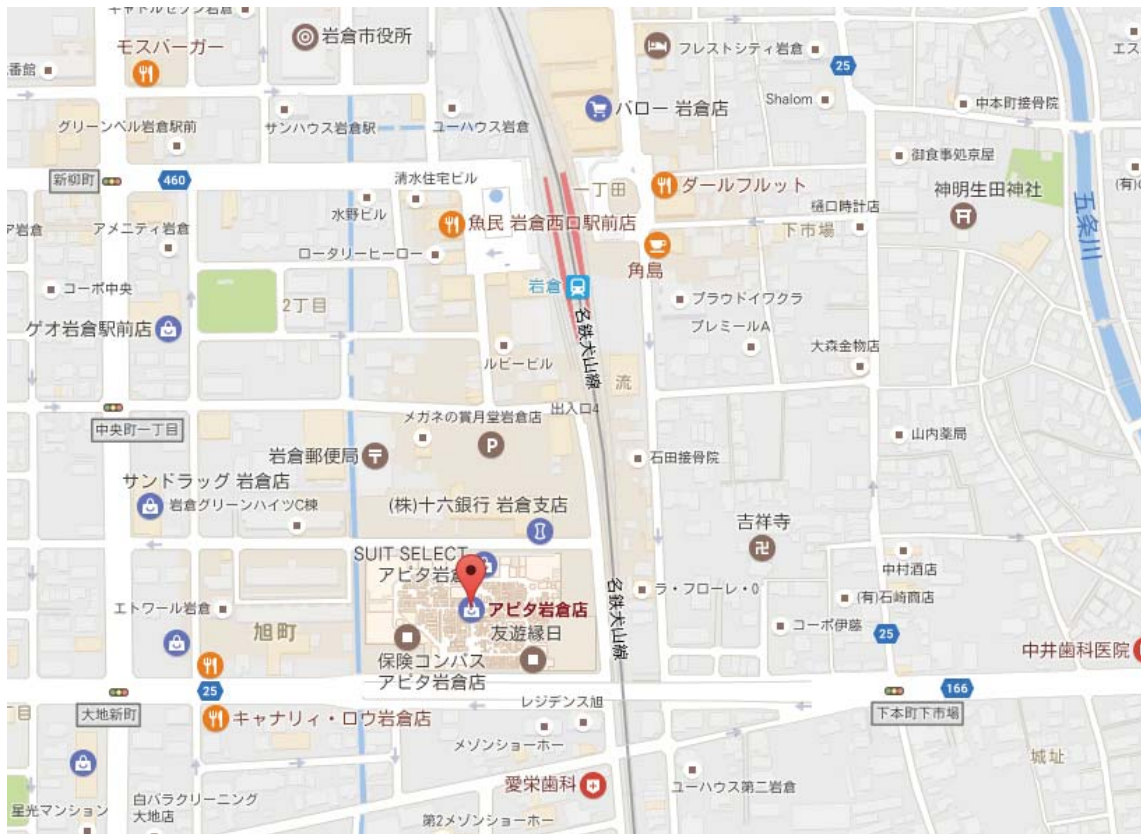 キャトルセゾン岩倉
岩倉市役所
モスバーガー
フレストシティ岩倉
エス
番館
25
グリーンベル岩倉駅前
サンハウス岩倉駅
ユーハウス岩倉
バロー 岩倉店
Shalom
中本町接骨院
御食事処京屋
新柳町
460
清水住宅ビル
一丁田
ダールフルット
神明生田神社
(有)
五条川
ア岩倉
アメニティ岩倉
水野ビル
魚民 岩倉西口駅前店
樋口時計店
下市場
ロータリーヒーロー
角島
コーポ中央
岩倉
2丁目
プラウドイワクラ
ゲオ岩倉駅前店
名鉄犬山線
プレミールA
大森金物店
ルビービル
流
中央町一丁目
メガネの賞月堂岩倉店
出入口4
山内薬局
岩倉郵便局
P
石田接骨院
サンドラッグ 岩倉店
岩倉グリーンハイツC棟
(株)十六銀行 岩倉支店
吉祥寺
SUIT SELECT
アピタ岩倉
中村酒店
エトワール岩倉
アピタ岩倉店
名鉄犬山線
ラ・フローレ・O
(有)石崎商店
旭町
友遊縁日
コーポ伊藤
25
保険コンパス
アピタ岩倉店
中井歯科医院
25
166
丁目
大地新町
キャナリィ・ロウ岩倉店
レジデンス旭
下本町下市場
メゾンショーホー
城址
愛栄歯科
ユーハウス第二岩倉
星光マンション
白バラクリーニング
大地店
第2メゾンショーホー